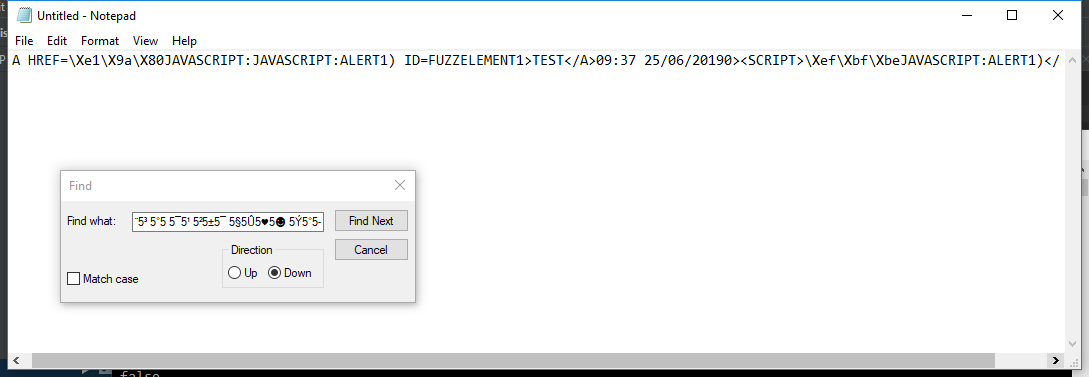 Untitled - Notepad
File Edit Format View Help
A HREF=\Xe1\X9a\X80JAVASCRIPT:JAVASCRIPT:ALERT1) ID=FUZZELEMENT1>TEST</A>09:37 25/06/20190><SCRIPT>\Xef\Xbf\XbeJAVASCRIPT:ALERT1)</
Find
Find what: ¨5³ 5°5 5¯5¹ 5²5±5¯ 5§5Û5♥5☻ 5Ý5°5- Find Next
Cancel
Direction
Up Down
Match case
false